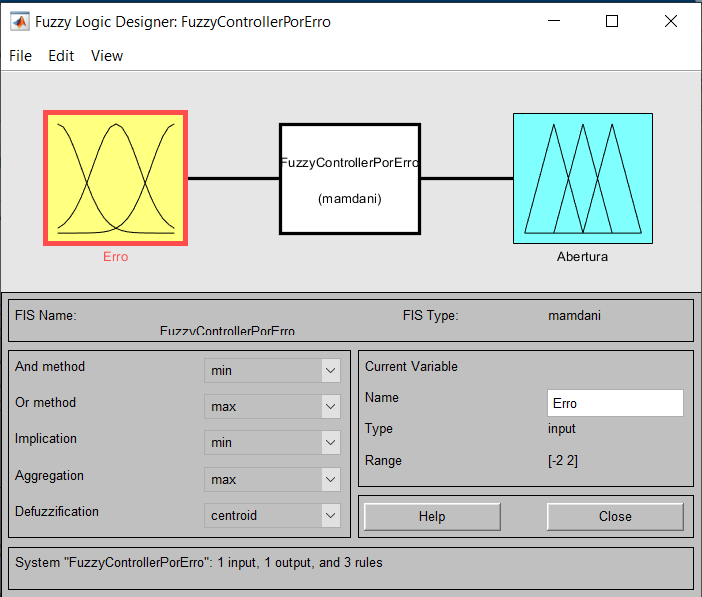 Fuzzy Logic Designer: FuzzyControllerPorErro
File Edit View
FuzzyControllerPorErro
(mamdani)
Erro
Abertura
FIS Name:
FuzzyControllerPorErro
FIS Type:
mamdani
And method
min
Or method
max
Implication
min
Aggregation
max
Defuzzification
centroid
Current Variable
Name
Erro
Type
input
Range
[-2 2]
Help
Close
System "FuzzyControllerPorErro": 1 input, 1 output, and 3 rules